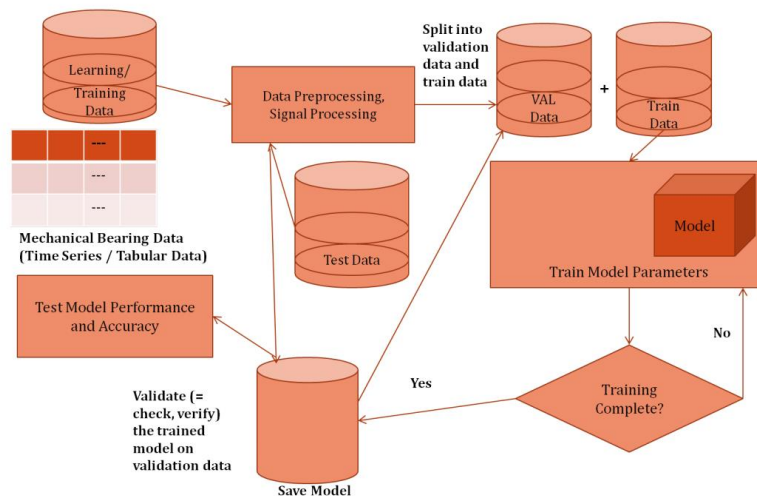 Learning/
Training
Data
Data Preprocessing,
Signal Processing
Split into
validation
data and
train data
VAL
Data
+
Train
Data
---
---
---
Mechanical Bearing Data
(Time Series / Tabular Data)
Test Data
Model
Train Model Parameters
Test Model Performance
and Accuracy
No
Yes
Training
Complete?
Validate (=
check, verify)
the trained
model on
validation data
Save Model